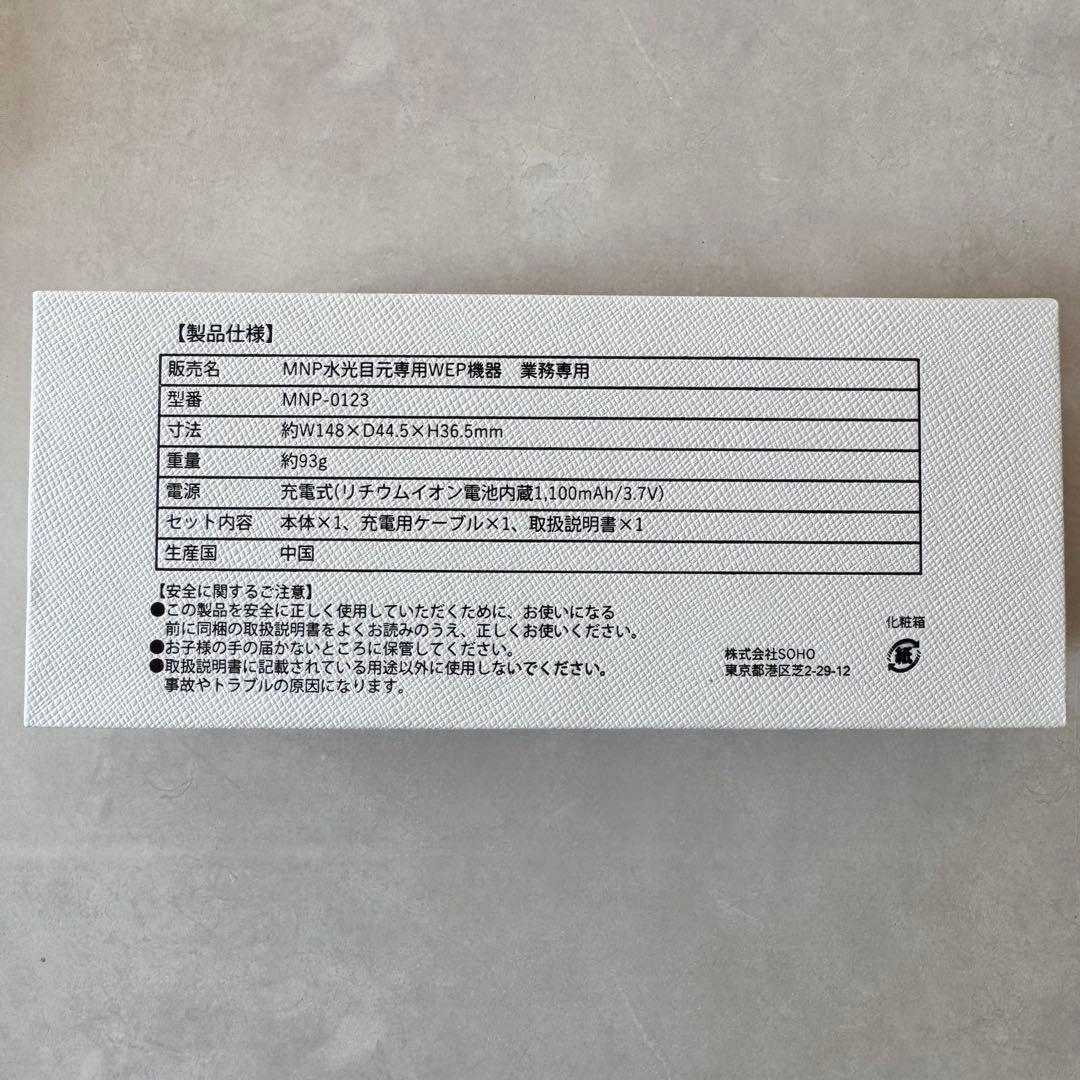 【製品仕様】
販売名 MNP水光目元専用WEP機器 業務専用
型番 MNP-0123
寸法 約W148×D44.5×H36.5mm
重量 約93g
電源 充電式(リチウムイオン電池内蔵1,100mAh/3.7V)
セット内容 本体×1、充電用ケーブル×1、取扱説明書×1
生産国 中国
【安全に関するご注意】
●この製品を安全に正しく使用していただくために、お使いになる
前に同梱の取扱説明書をよくお読みのうえ、正しくお使いください。
●お子様の手の届かないところに保管してください。
●取扱説明書に記載されている用途以外に使用しないでください。
事故やトラブルの原因になります。
株式会社SOHO
東京都港区芝2-29-12
化粧箱
紙